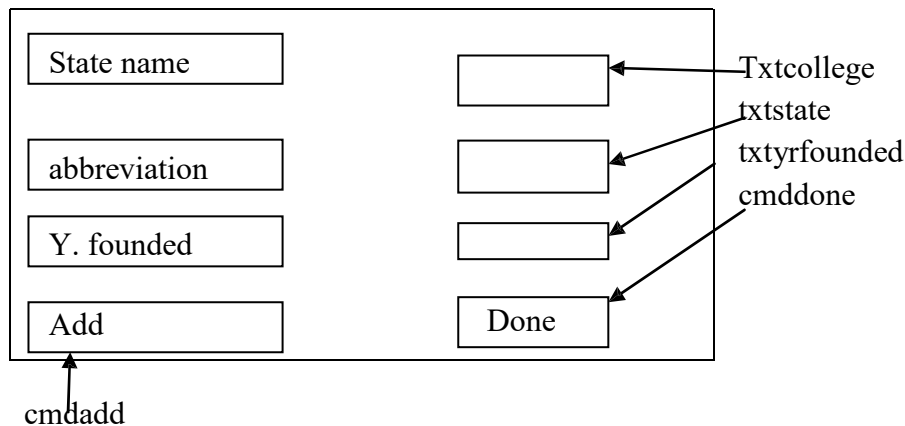 State name
Txtcollege
txtstate
abbreviation
txtyrfounded
cmddone
Y. founded
Add
Done
cmdadd